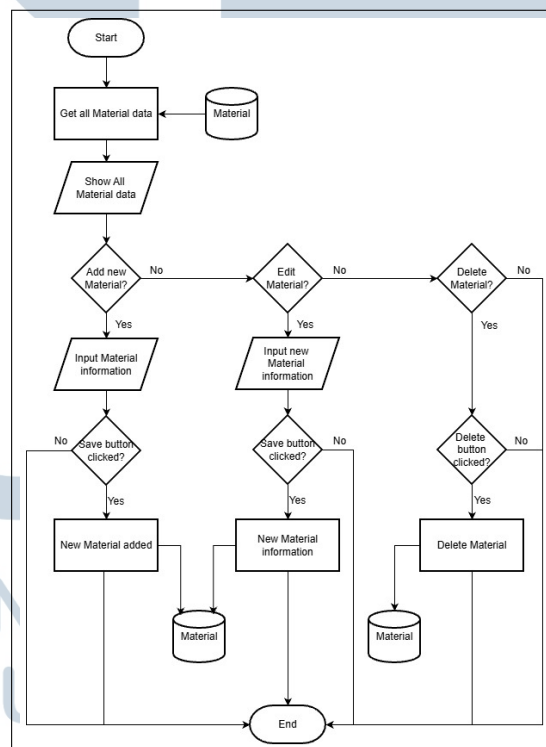 Start
Get all Material data
Material
Show All
Material data
Add new
Material?
No
Edit
Material?
No
Delete
Material?
No
Yes
Yes
Yes
Input Material
information
Input new
Material
information
No
Save button
clicked?
Save button
clicked?
No
Delete
button
clicked?
No
Yes
Yes
Yes
New Material added
New Material
information
Delete Material
Material
Material
End